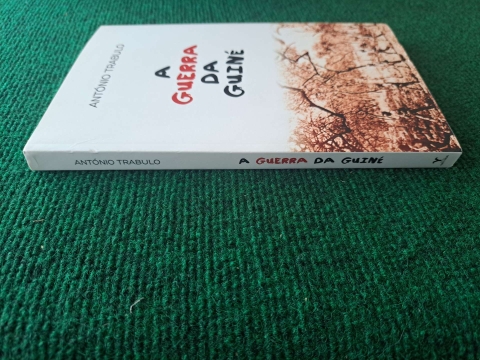 ANTÓNIO TRABULO
A
GUERRA
DA
GUINÉ
ANTÓNIO TRABULO A GUERRA DA GUINÉ